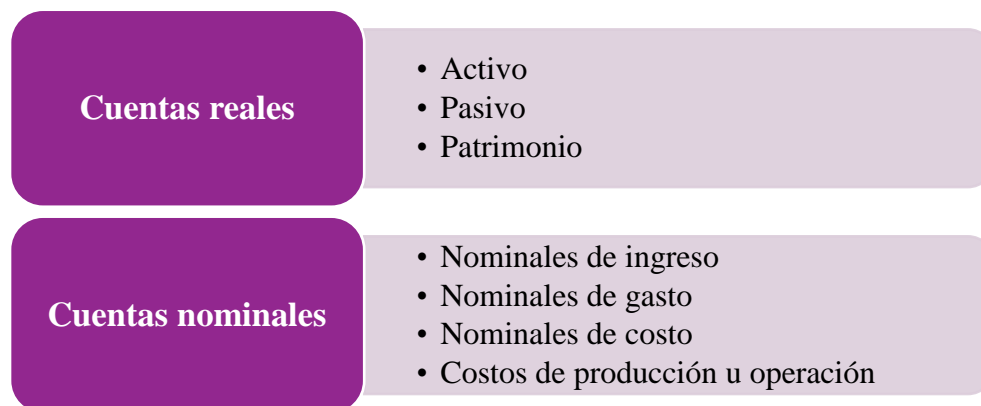 Cuentas reales
• Activo
• Pasivo
• Patrimonio
Cuentas nominales
• Nominales de ingreso
• Nominales de gasto
• Nominales de costo
• Costos de producción u operación